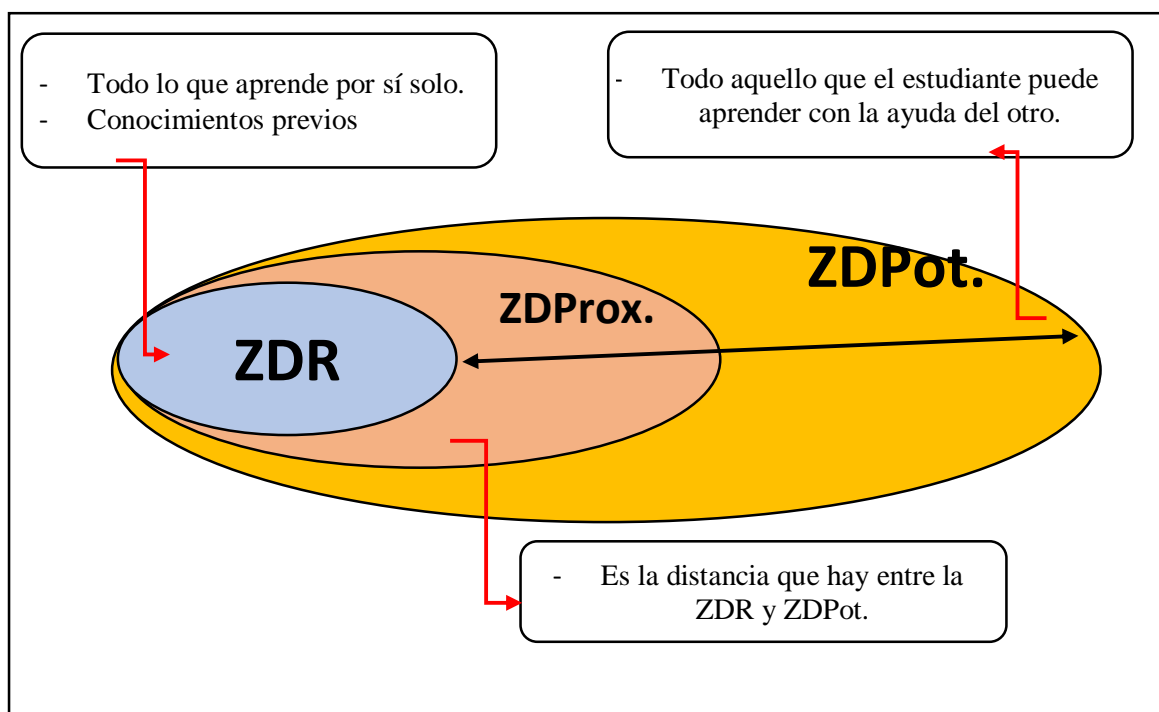 - Todo lo que aprende por sí solo.
- Conocimientos previos
- Todo aquello que el estudiante puede
aprender con la ayuda del otro.
ZDPot.
ZDProx.
ZDR
- Es la distancia que hay entre la
ZDR y ZDPot.